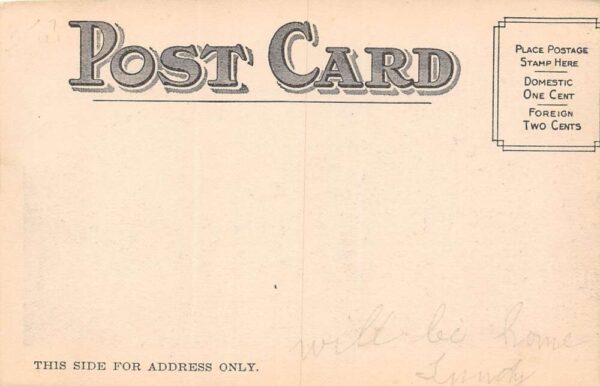 POST CARD
PLACE POSTAGE
STAMP HERE
DOMESTIC
ONE CENT
FOREIGN
TWO CENTS
will be home
THIS SIDE FOR ADDRESS ONLY.